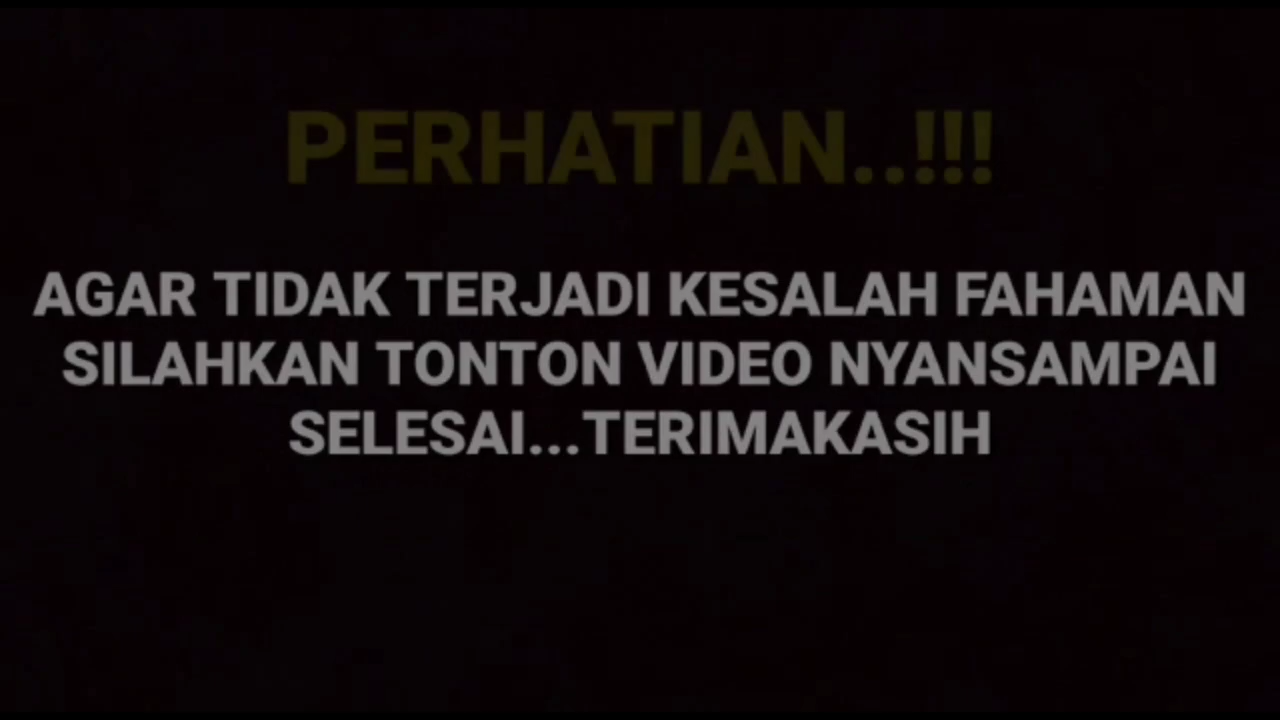 PERHATIAN..!!!
AGAR TIDAK TERJADI KESALAH FAHAMAN
SILAHKAN TONTON VIDEO NYANSAMPAI
SELESAI...TERIMAKASIH